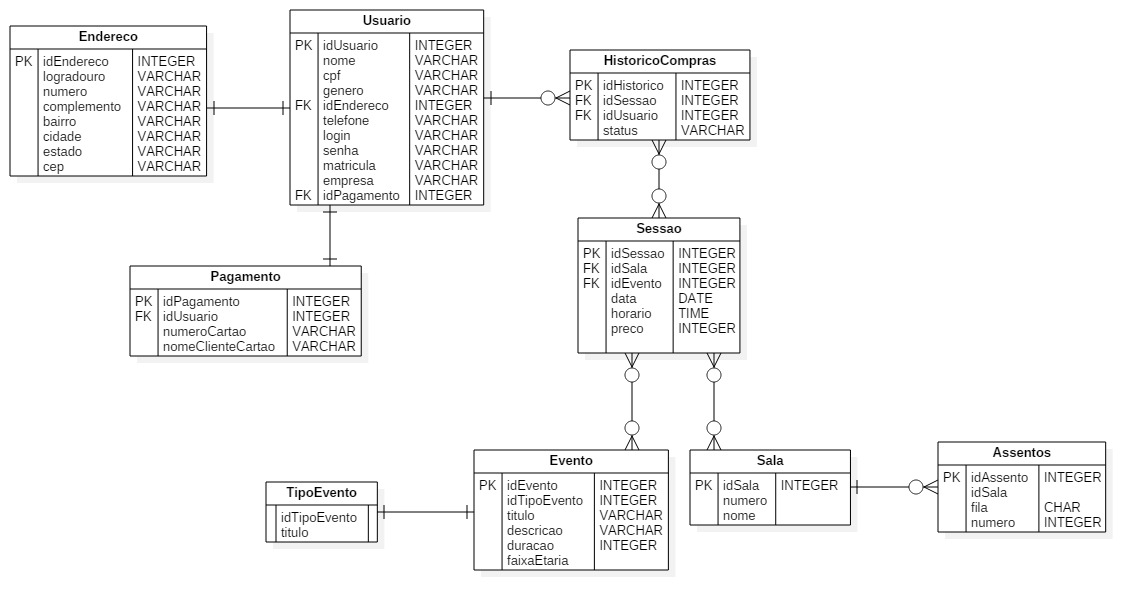 Endereco
PK idEndereco INTEGER
logradouro VARCHAR
numero VARCHAR
complemento VARCHAR
bairro VARCHAR
cidade VARCHAR
estado VARCHAR
cep VARCHAR
Usuario
PK idUsuario INTEGER
nome VARCHAR
cpf VARCHAR
genero VARCHAR
FK idEndereco INTEGER
telefone VARCHAR
login VARCHAR
senha VARCHAR
matricula VARCHAR
empresa VARCHAR
FK idPagamento INTEGER
HistoricoCompras
PK idHistorico INTEGER
FK idSessao INTEGER
FK idUsuario INTEGER
status VARCHAR
Pagamento
PK idPagamento INTEGER
FK idUsuario INTEGER
numeroCartao VARCHAR
nomeClienteCartao VARCHAR
Sessao
PK idSessao INTEGER
FK idSala INTEGER
FK idEvento INTEGER
data DATE
horario TIME
preco INTEGER
TipoEvento
idTipoEvento
titulo
Evento
PK idEvento INTEGER
idTipoEvento INTEGER
titulo VARCHAR
descricao VARCHAR
duracao INTEGER
faixaEtaria
Sala
PK idSala INTEGER
numero
nome
Assentos
PK idAssento INTEGER
idSala
fila CHAR
numero INTEGER